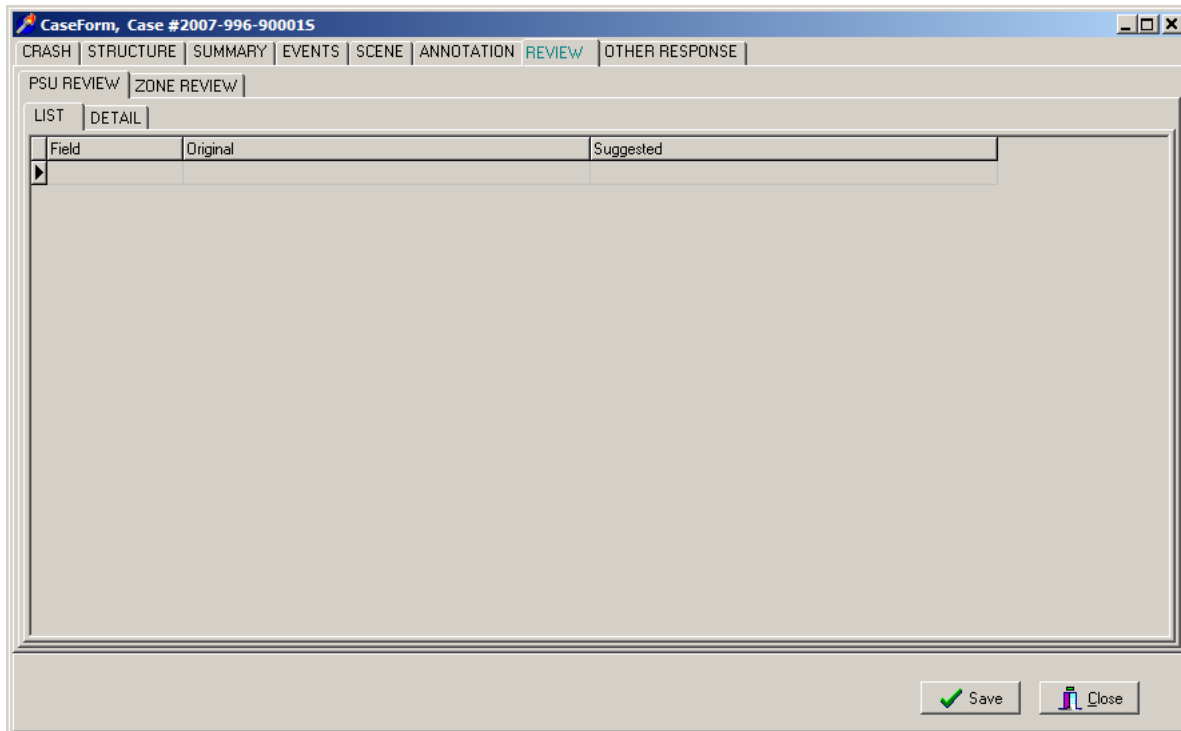 CaseForm, Case #2007-996-90001S
CRASH STRUCTURE SUMMARY EVENTS SCENE ANNOTATION REVIEW OTHER RESPONSE
PSU REVIEW ZONE REVIEW
LIST DETAIL
Field Original Suggested
Save Close